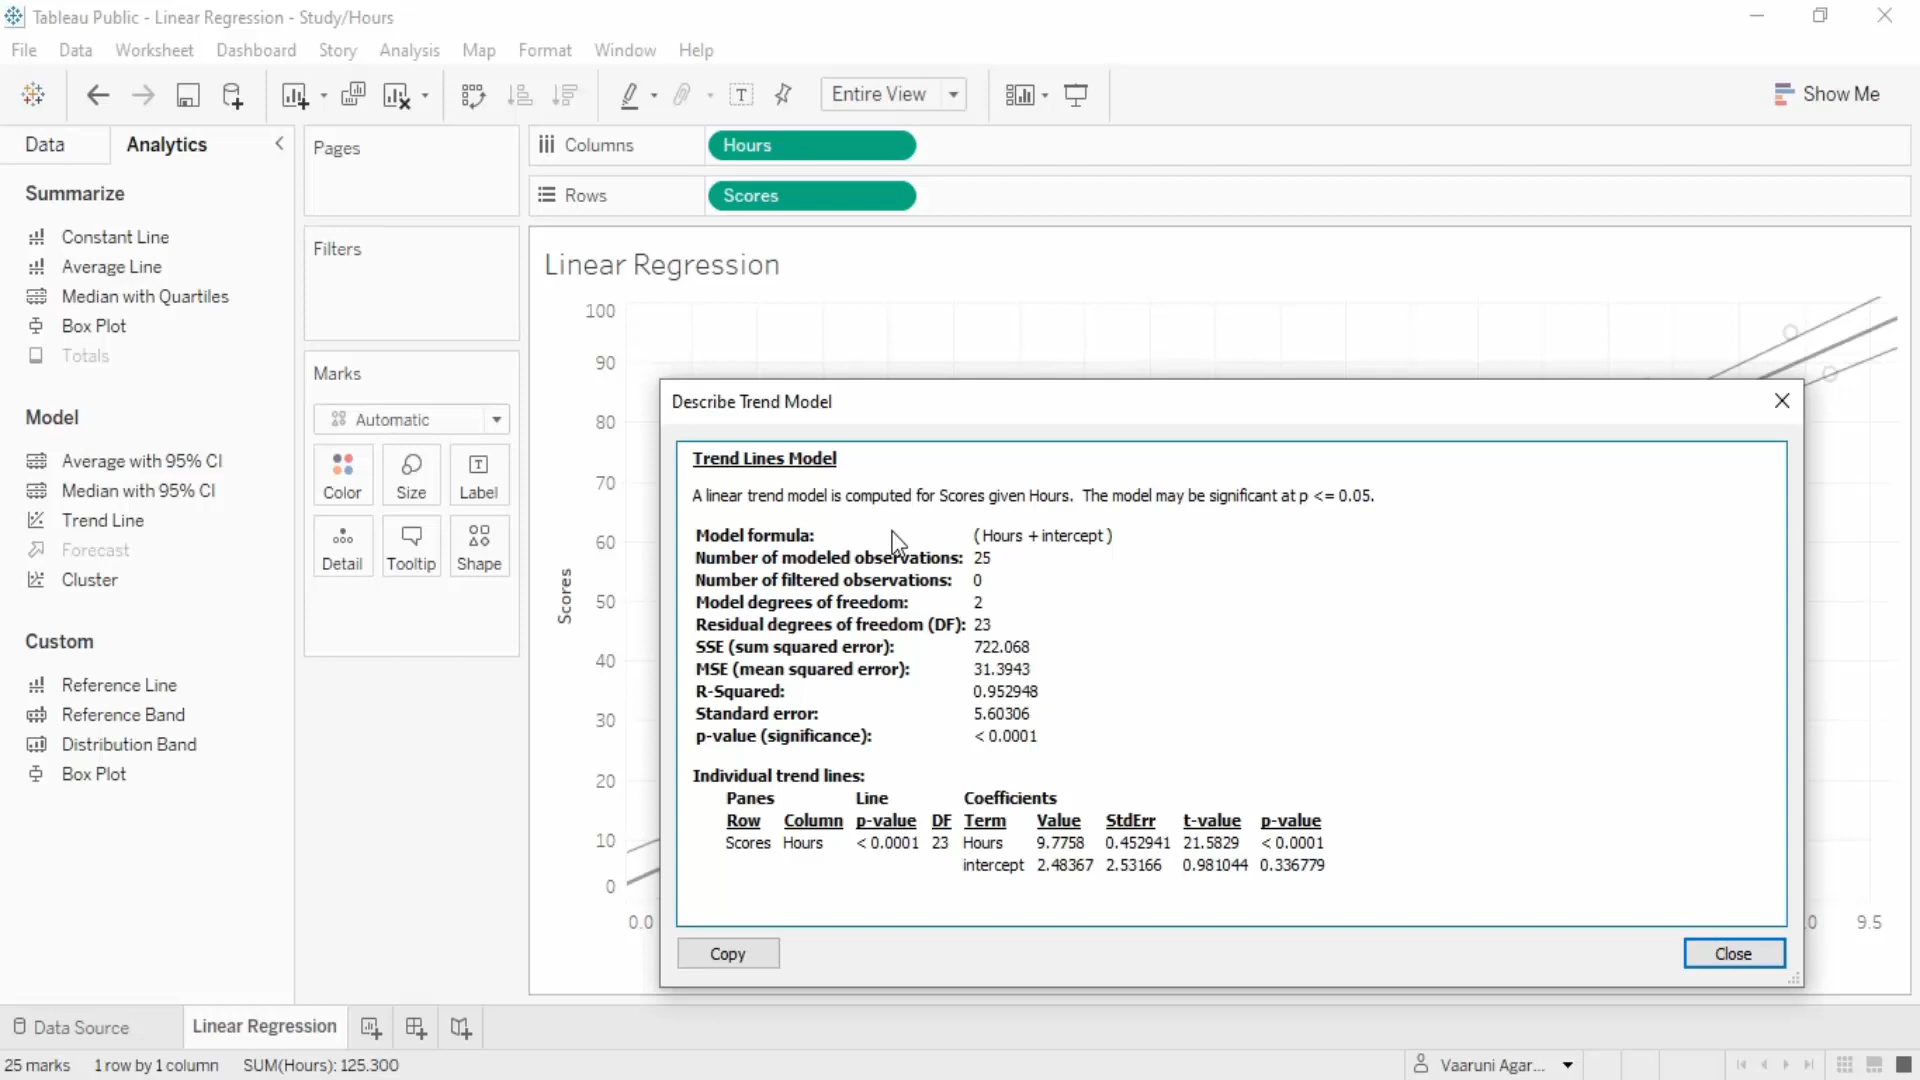 Tableau Public - Linear Regression - Study/Hours
File Data Worksheet Dashboard Story Analysis Map Format Window Help
Entire View
Show Me
Data Analytics
Summarize
Constant Line
Average Line
Median with Quartiles
Box Plot
Totals
Model
Average with 95% CI
Median with 95% CI
Trend Line
Forecast
Cluster
Custom
Reference Line
Reference Band
Distribution Band
Box Plot
Pages
Filters
Marks
Automatic
Color Size Label
Detail Tooltip Shape
Columns Hours
Rows Scores
Linear Regression
100
90
80
70
60
50
40
30
20
10
0
Scores
0.0
0 9.5
Describe Trend Model
Trend Lines Model
A linear trend model is computed for Scores given Hours. The model may be significant at p <= 0.05.
Model formula: ( Hours + intercept )
Number of modeled observations: 25
Number of filtered observations: 0
Model degrees of freedom: 2
Residual degrees of freedom (DF): 23
SSE (sum squared error): 722.068
MSE (mean squared error): 31.3943
R-Squared: 0.952948
Standard error: 5.60306
p-value (significance): < 0.0001
Individual trend lines:
Panes Line Coefficients
Row Column p-value DF Term Value StdErr t-value p-value
Scores Hours < 0.0001 23 Hours 9.7758 0.452941 21.5829 < 0.0001
intercept 2.48367 2.53166 0.981044 0.336779
Copy Close
Data Source Linear Regression
25 marks 1 row by 1 column SUM(Hours): 125.300
Vaaruni Agar...